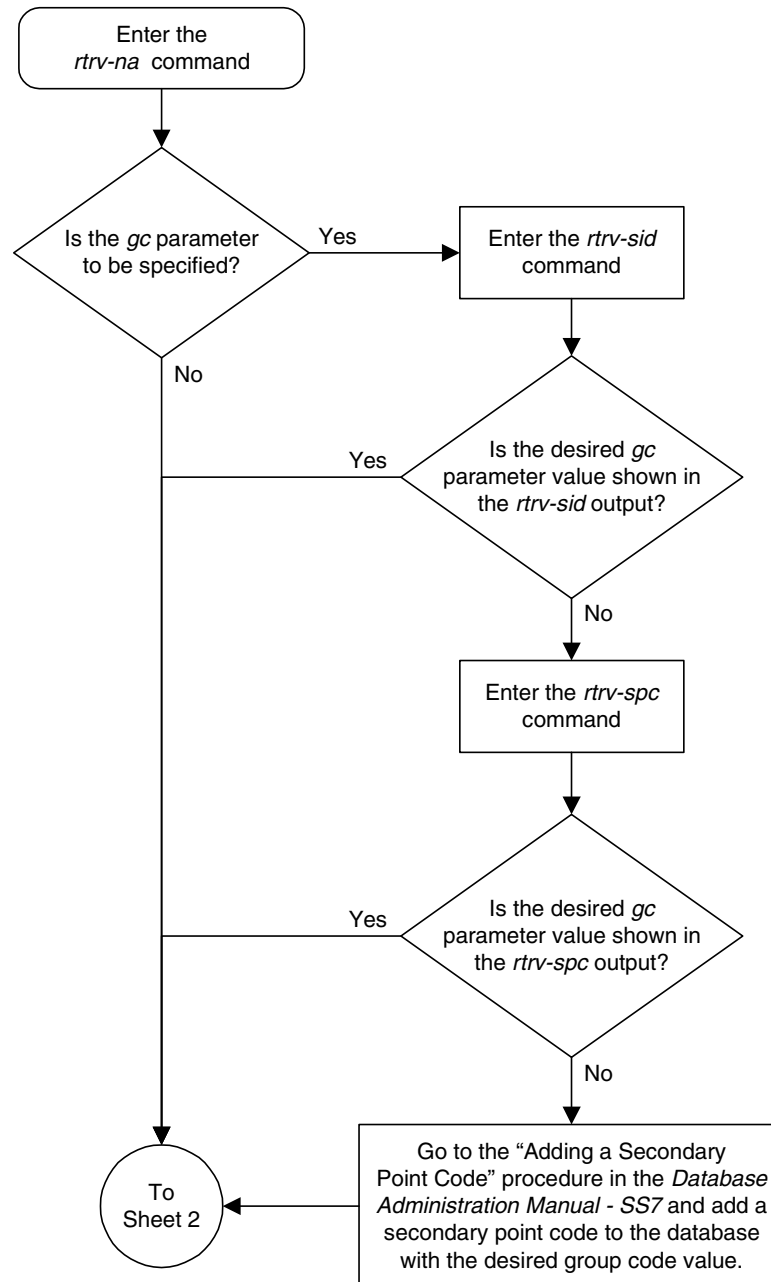 Enter the
rtrv-na command
Is the gc parameter
to be specified?
Yes
Enter the rtrv-sid
command
No
Is the desired gc
parameter value shown in
the rtrv-sid output?
Yes
No
Enter the rtrv-spc
command
Is the desired gc
parameter value shown in
the rtrv-spc output?
Yes
No
Go to the “Adding a Secondary
Point Code” procedure in the Database
Administration Manual - SS7 and add a
secondary point code to the database
with the desired group code value.
To
Sheet 2